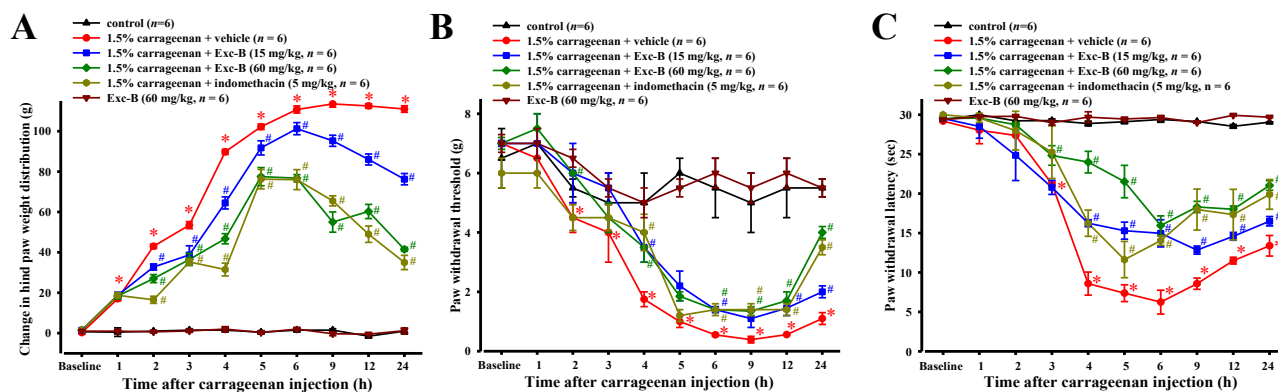 A
control (n=6)
1.5% carrageenan + vehicle (n = 6)
1.5% carrageenan + Exc-B (15 mg/kg, n = 6)
1.5% carrageenan + Exc-B (60 mg/kg, n = 6)
1.5% carrageenan + indomethacin (5 mg/kg, n = 6)
Exc-B (60 mg/kg, n = 6)
Change in hind paw weight distribution (g)
100
80
60
40
20
0
* * * * * * * * *
# # # # # # #
# # # # # # # #
# # # # # # # #
Baseline 1 2 3 4 5 6 9 12 24
Time after carrageenan injection (h)
B
control (n=6)
1.5% carrageenan + vehicle (n = 6)
1.5% carrageenan + Exc-B (15 mg/kg, n = 6)
1.5% carrageenan + Exc-B (60 mg/kg, n = 6)
1.5% carrageenan + indomethacin (5 mg/kg, n = 6)
Exc-B (60 mg/kg, n = 6)
Paw withdrawal threshold (g)
8
6
4
2
0
# # # # # # # #
* * * * * * * *
Baseline 1 2 3 4 5 6 9 12 24
Time after carrageenan injection (h)
C
control (n=6)
1.5% carrageenan + vehicle (n = 6)
1.5% carrageenan + Exc-B (15 mg/kg, n = 6)
1.5% carrageenan + Exc-B (60 mg/kg, n = 6)
1.5% carrageenan + indomethacin (5 mg/kg, n = 6
Exc-B (60 mg/kg, n = 6)
Paw withdrawal latency (sec)
30
25
20
15
10
5
0
# # # # # # #
# # # # # #
* * * * * * *
Baseline 1 2 3 4 5 6 9 12 24
Time after carrageenan injection (h)